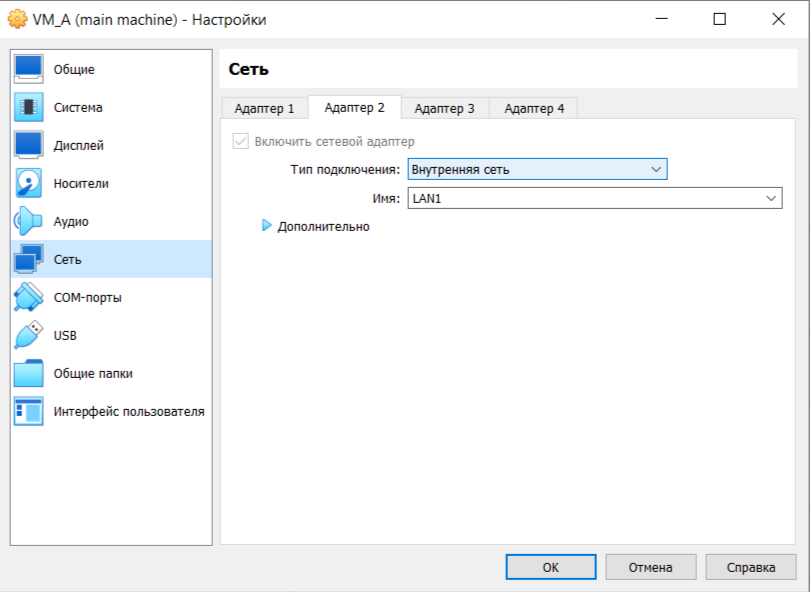 VM_A (main machine) - Настройки
Общие
Система
Дисплей
Носители
Аудио
Сеть
COM-порты
USB
Общие папки
Интерфейс пользователя
Сеть
Адаптер 1 Адаптер 2 Адаптер 3 Адаптер 4
Включить сетевой адаптер
Тип подключения: Внутренняя сеть
Имя: LAN1
Дополнительно
OK Отмена Справка